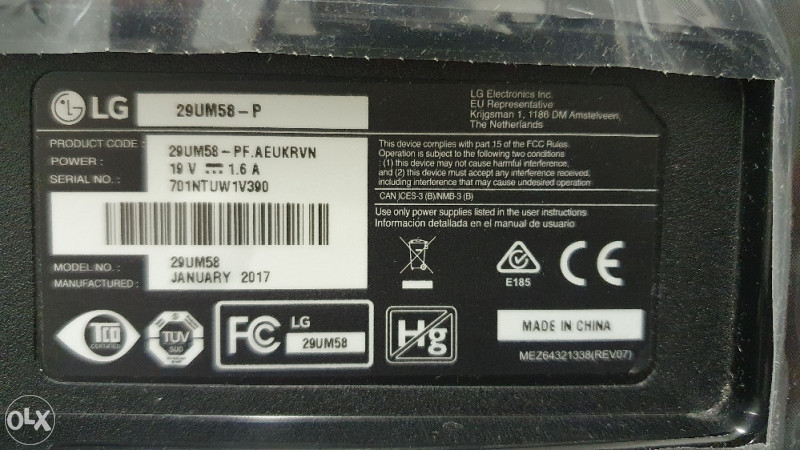 LG 29UM58-P
LG Electronics Inc.
EU Representative
Krijgsman 1, 1186 DM Amstelveen,
The Netherlands
PRODUCT CODE : 29UM58-PF.AEUKRVN
POWER : 19 V ⎓ 1.6 A
SERIAL NO. : 701NTUW1V390
This device complies with part 15 of the FCC Rules.
Operation is subject to the following two conditions
: (1) this device may not cause harmful interference,
and (2) this device must accept any interference received,
including interference that may cause undesired operation
CAN ICES-3 (B)/NMB-3 (B)
Use only power supplies listed in the user instructions
Información detallada en el manual de usuario
MODEL NO. : 29UM58
MANUFACTURED : JANUARY 2017
E185
CE
TCO
CERTIFIED
TÜV
SÜD
FC
LG
29UM58
Hg
MADE IN CHINA
MEZ64321338(REV07)
OLX